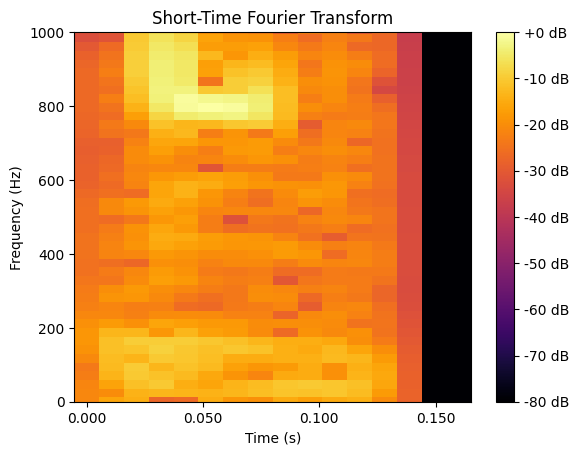 Short-Time Fourier Transform
Frequency (Hz)
1000
800
600
400
200
0
0.000 0.050 0.100 0.150
Time (s)
+0 dB
-10 dB
-20 dB
-30 dB
-40 dB
-50 dB
-60 dB
-70 dB
-80 dB